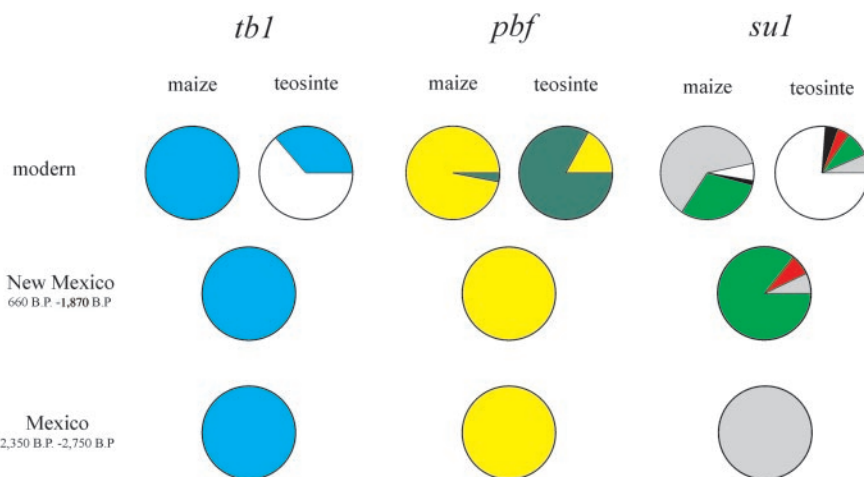 tb1 pbf su1
maize teosinte maize teosinte maize teosinte
modern
New Mexico
660 B.P. -1,870 B.P
Mexico
2,350 B.P. -2,750 B.P